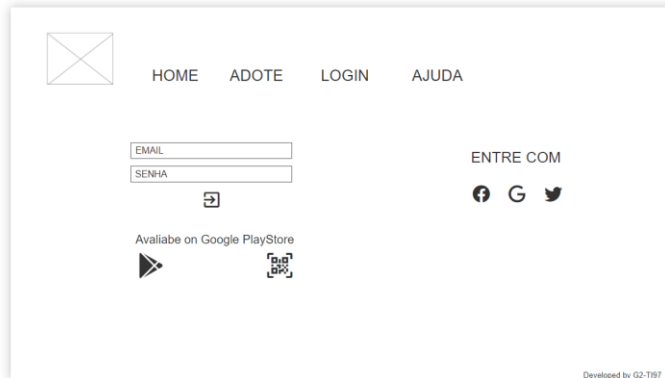 HOME ADOTE LOGIN AJUDA
EMAIL
SENHA
ENTRE COM
Avaliabe on Google PlayStore
Developed by G2-TI97